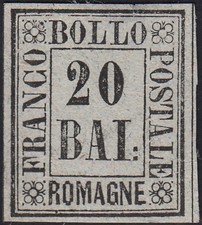 FRANCO BOLLO POSTALE
20
BAI:
ROMAGNE